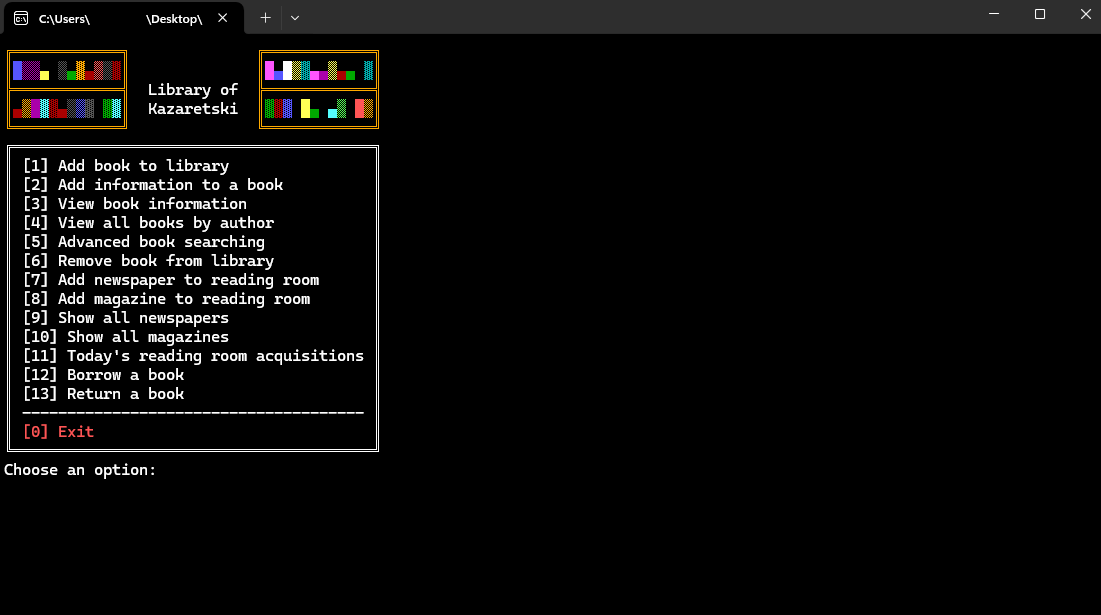 C:\Users\ \Desktop\
Library of
Kazaretski
[1] Add book to library
[2] Add information to a book
[3] View book information
[4] View all books by author
[5] Advanced book searching
[6] Remove book from library
[7] Add newspaper to reading room
[8] Add magazine to reading room
[9] Show all newspapers
[10] Show all magazines
[11] Today's reading room acquisitions
[12] Borrow a book
[13] Return a book
--------------------------------------
[0] Exit
Choose an option: